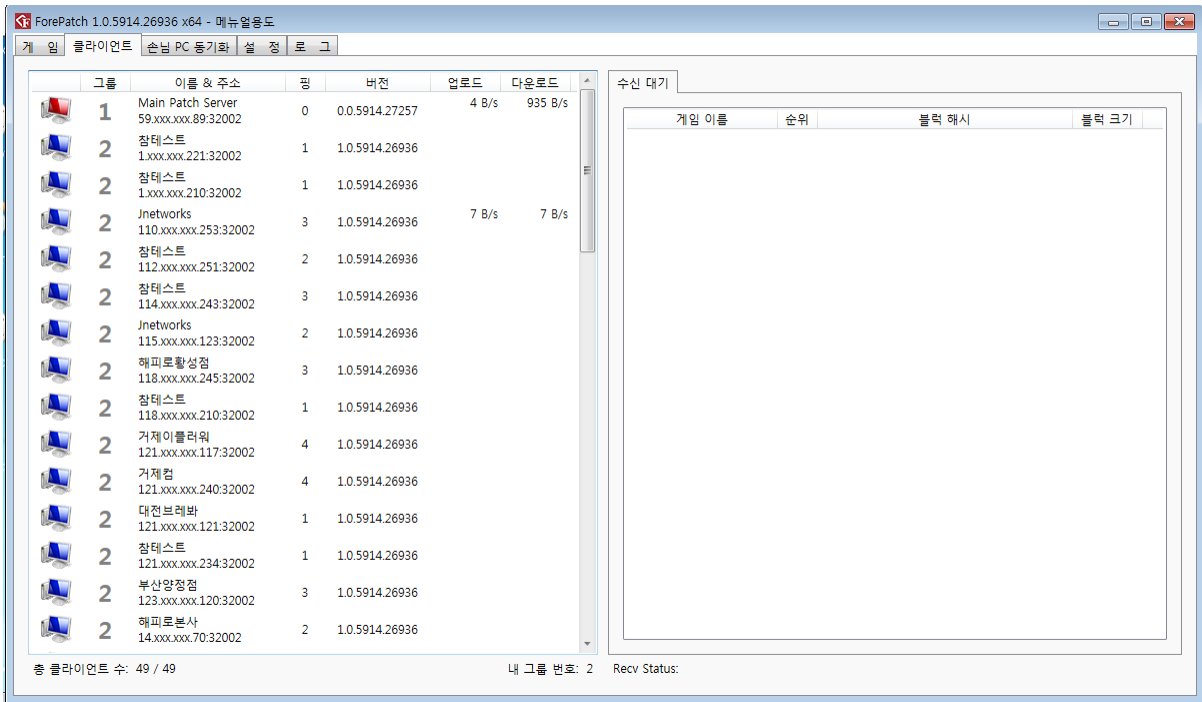 ForePatch 1.0.5914.26936 x64 - 메뉴얼용도
게 임 클라이언트 손님 PC 동기화 설 정 로 그
그룹 이름 & 주소 핑 버전 업로드 다운로드
1 Main Patch Server 0 0.0.5914.27257 4 B/s 935 B/s
59.xxx.xxx.89:32002
2 참테스트 1 1.0.5914.26936
1.xxx.xxx.221:32002
2 참테스트 1 1.0.5914.26936
1.xxx.xxx.210:32002
2 Jnetworks 3 1.0.5914.26936 7 B/s 7 B/s
110.xxx.xxx.253:32002
2 참테스트 2 1.0.5914.26936
112.xxx.xxx.251:32002
2 참테스트 3 1.0.5914.26936
114.xxx.xxx.243:32002
2 Jnetworks 2 1.0.5914.26936
115.xxx.xxx.123:32002
2 해피로황성점 3 1.0.5914.26936
118.xxx.xxx.245:32002
2 참테스트 1 1.0.5914.26936
118.xxx.xxx.210:32002
2 거제이플러워 4 1.0.5914.26936
121.xxx.xxx.117:32002
2 거제컴 4 1.0.5914.26936
121.xxx.xxx.240:32002
2 대전브레봐 1 1.0.5914.26936
121.xxx.xxx.121:32002
2 참테스트 1 1.0.5914.26936
121.xxx.xxx.234:32002
2 부산양정점 3 1.0.5914.26936
123.xxx.xxx.120:32002
2 해피로본사 2 1.0.5914.26936
14.xxx.xxx.70:32002
총 클라이언트 수: 49 / 49 내 그룹 번호: 2
수신 대기
게임 이름 순위 블럭 해시 블럭 크기
Recv Status: